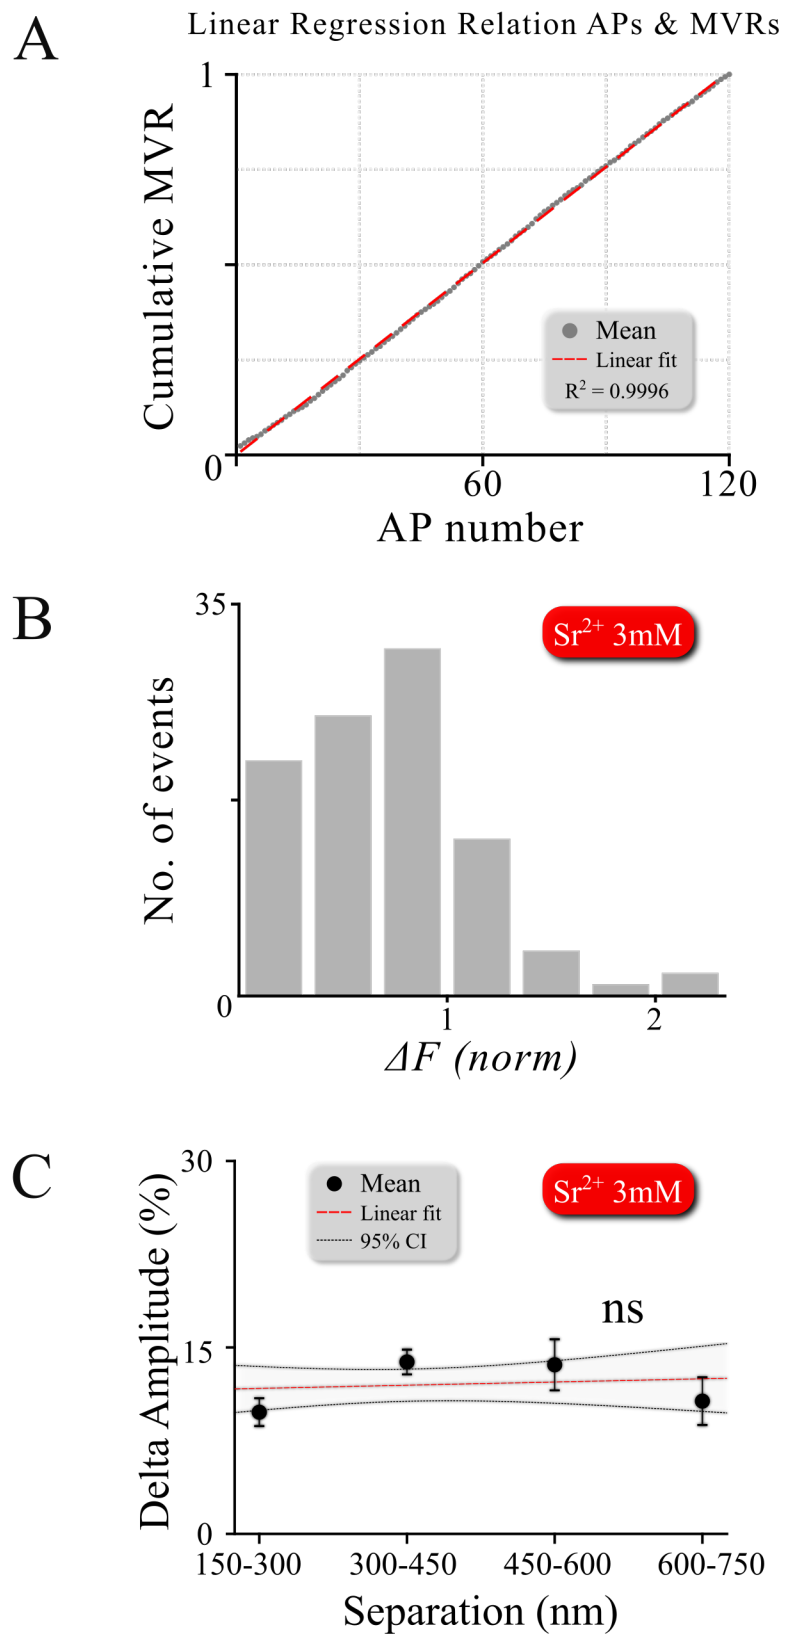 A
Linear Regression Relation APs & MVRs
1
Cumulative MVR
Mean
Linear fit
R² = 0.9996
0
60
120
AP number
B
35
Sr²⁺ 3mM
No. of events
0
1
2
ΔF (norm)
C
30
Mean
Linear fit
95% CI
Sr²⁺ 3mM
ns
15
Delta Amplitude (%)
0
150-300
300-450
450-600
600-750
Separation (nm)